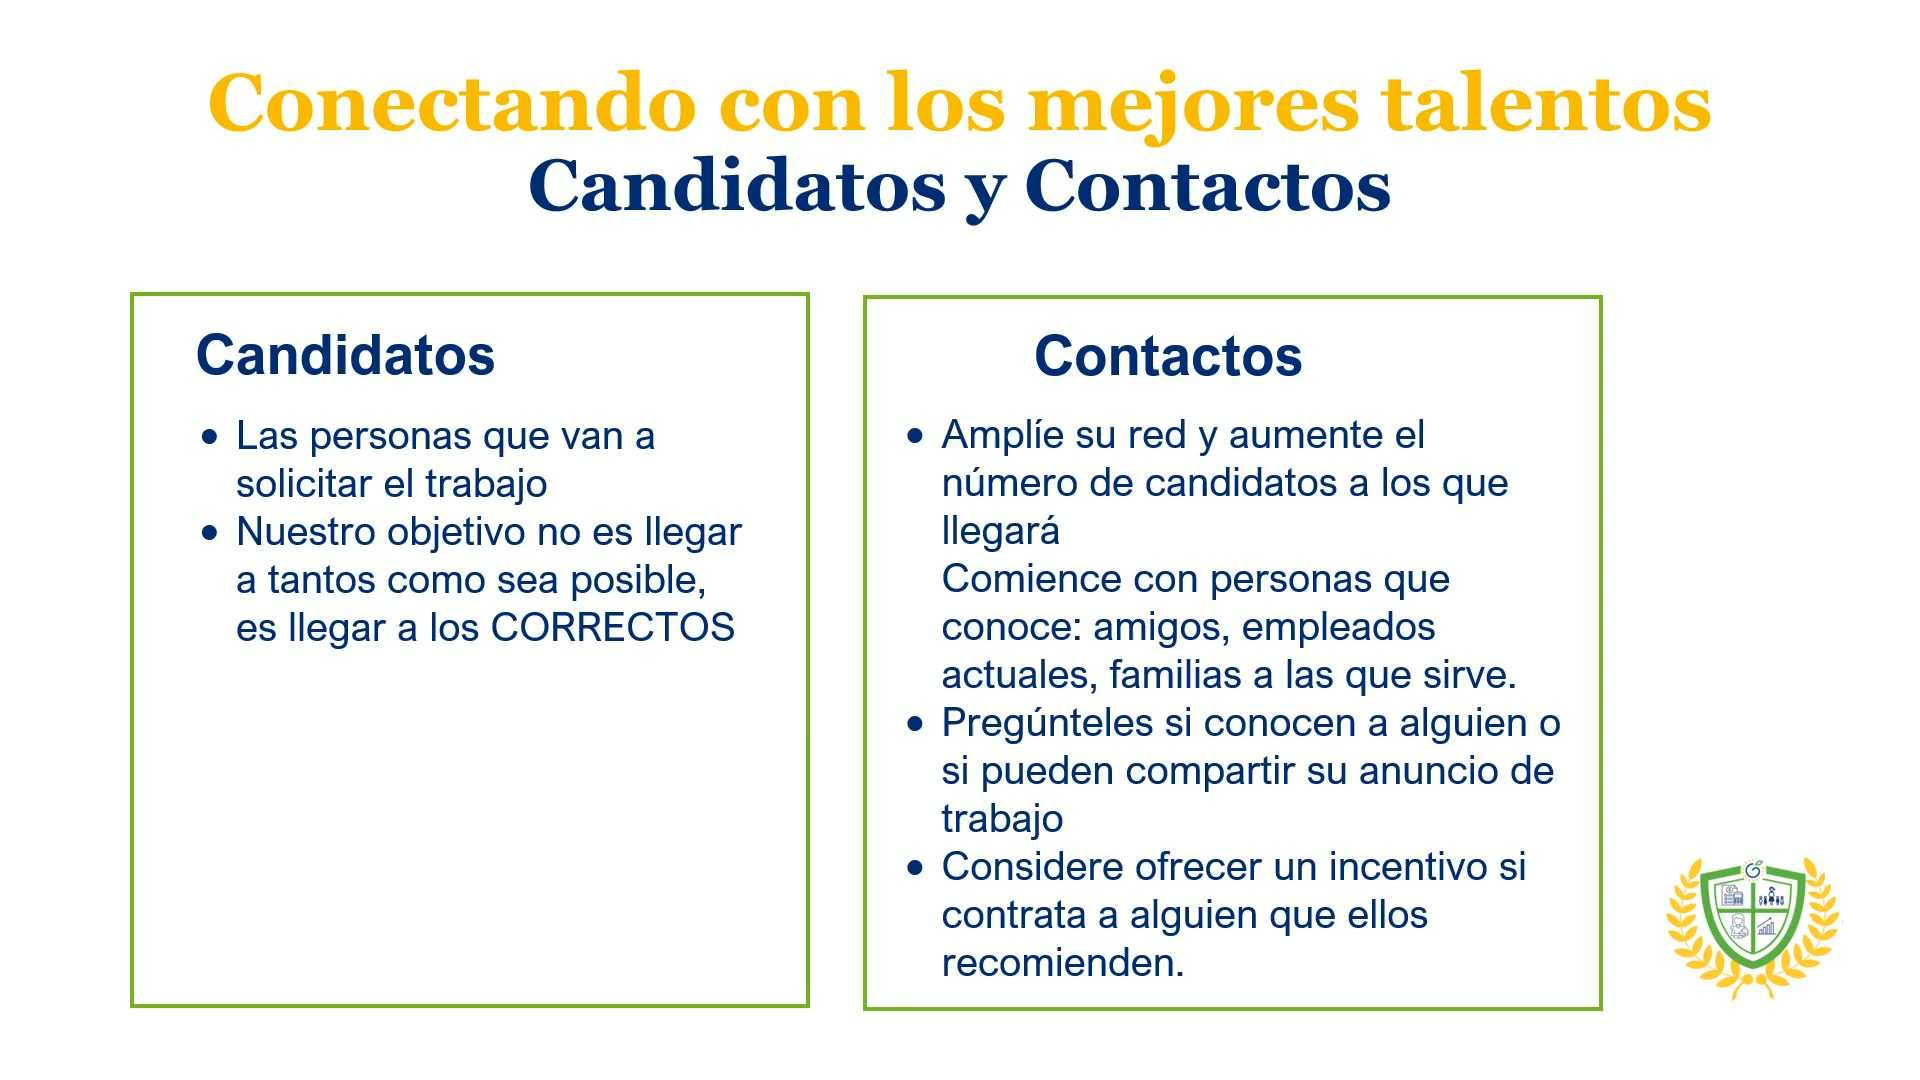 Conectando con los mejores talentos
Candidatos y Contactos
Candidatos
• Las personas que van a
solicitar el trabajo
• Nuestro objetivo no es llegar
a tantos como sea posible,
es llegar a los CORRECTOS
Contactos
• Amplíe su red y aumente el
número de candidatos a los que
llegará
Comience con personas que
conoce: amigos, empleados
actuales, familias a las que sirve.
• Pregúnteles si conocen a alguien o
si pueden compartir su anuncio de
trabajo
• Considere ofrecer un incentivo si
contrata a alguien que ellos
recomienden.